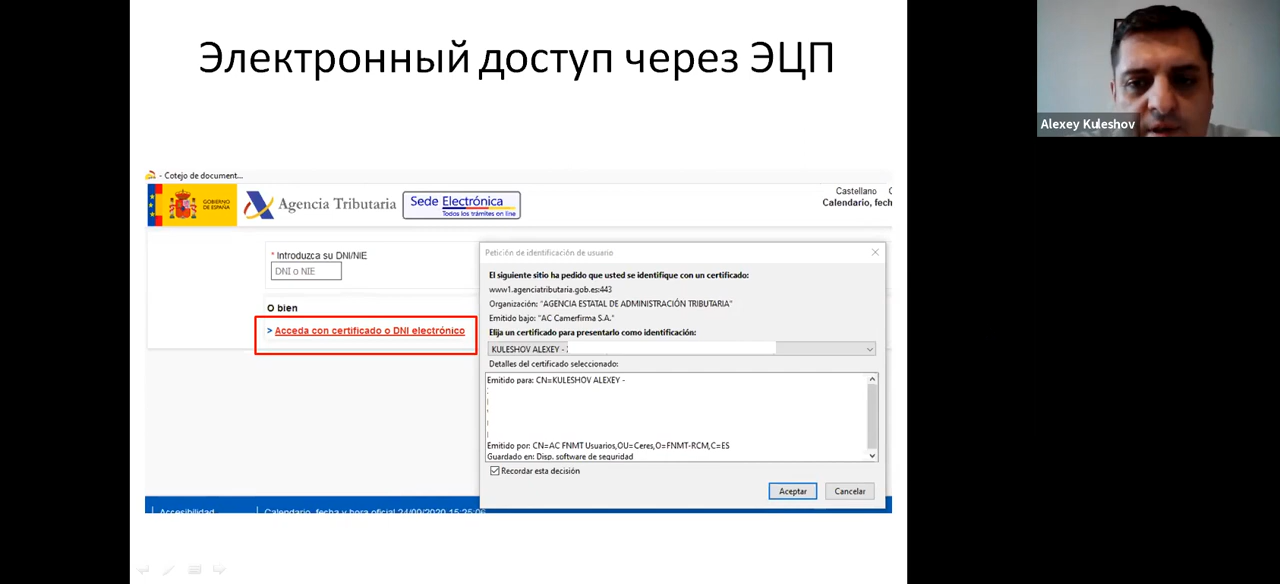 Электронный доступ через ЭЦП
Alexey Kuleshov
- Cotejo de document...
GOBIERNO
DE ESPAÑA
Agencia Tributaria
Sede Electrónica
Todos los trámites on line
Castellano
Calendario, fech
* Introduzca su DNI/NIE
DNI o NIE
O bien
> Acceda con certificado o DNI electrónico
Petición de identificación de usuario
El siguiente sitio ha pedido que usted se identifique con un certificado:
www1.agenciatributaria.gob.es:443
Organización: "AGENCIA ESTATAL DE ADMINISTRACIÓN TRIBUTARIA"
Emitido bajo: "AC Camerfirma S.A."
Elija un certificado para presentarlo como identificación:
KULESHOV ALEXEY -
Detalles del certificado seleccionado:
Emitido para: CN=KULESHOV ALEXEY -
Emitido por: CN=AC FNMT Usuarios,OU=Ceres,O=FNMT-RCM,C=ES
Guardado en: Disp. software de seguridad
Recordar esta decisión
Aceptar
Cancelar
Accesibilidad
Calendario, fecha y hora oficial 24/09/2020 15:25:06